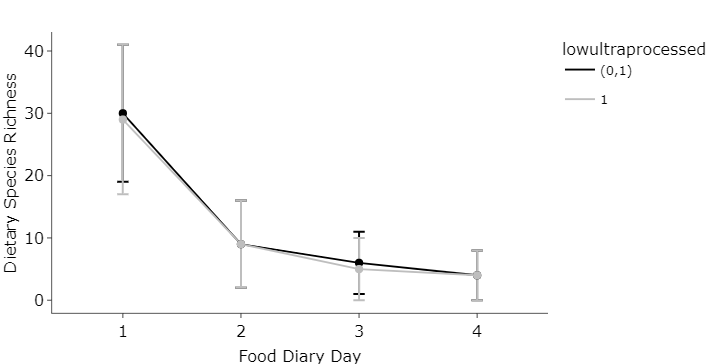 lowultraprocessed
(0,1)
1
Dietary Species Richness
40
30
20
10
0
1 2 3 4
Food Diary Day